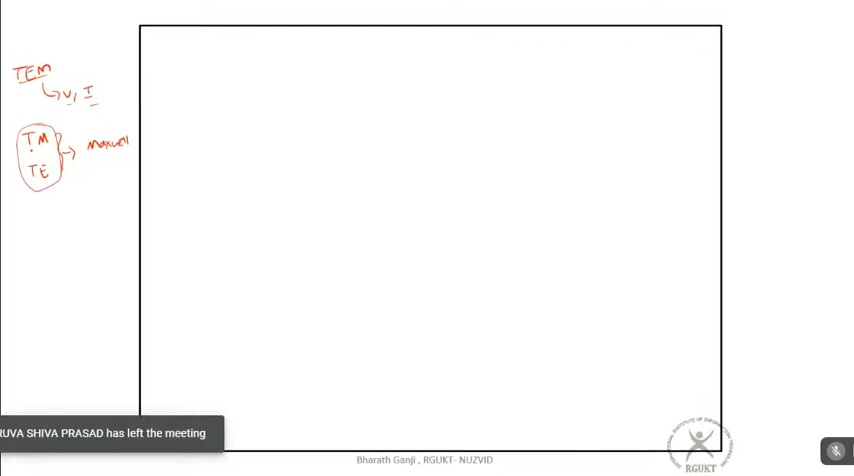 TEM
V, I
TM
TE
Maxwell
RUVA SHIVA PRASAD has left the meeting
Bharath Ganji , RGUKT- NUZVID
RGUKT